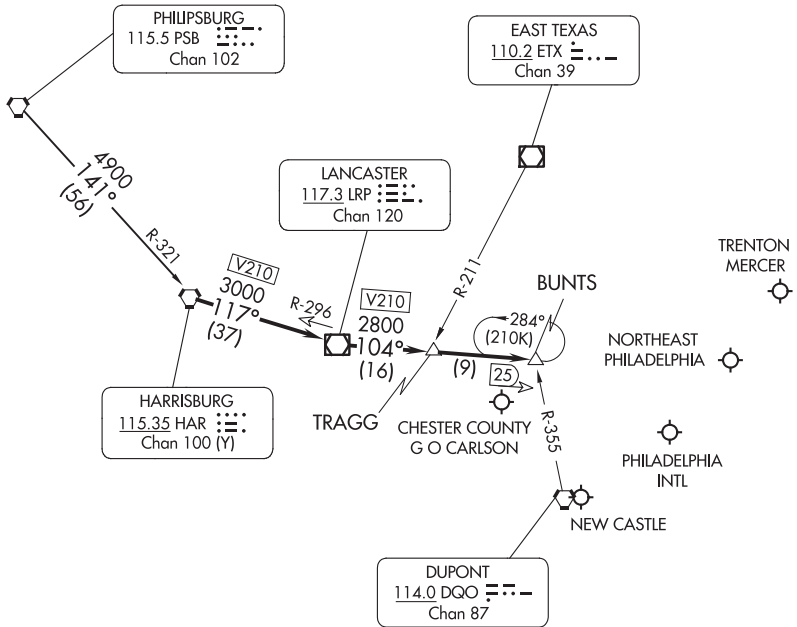 PHILIPSBURG
115.5 PSB
Chan 102
EAST TEXAS
110.2 ETX
Chan 39
LANCASTER
117.3 LRP
Chan 120
4900
141°
(56)
R-321
V210
3000
117°
(37)
R-296
V210
2800
104°
(16)
R-211
BUNTS
284°
(210K)
(9)
25
TRENTON
MERCER
NORTHEAST
PHILADELPHIA
HARRISBURG
115.35 HAR
Chan 100 (Y)
TRAGG
CHESTER COUNTY
G O CARLSON
R-355
PHILADELPHIA
INTL
NEW CASTLE
DUPONT
114.0 DQO
Chan 87